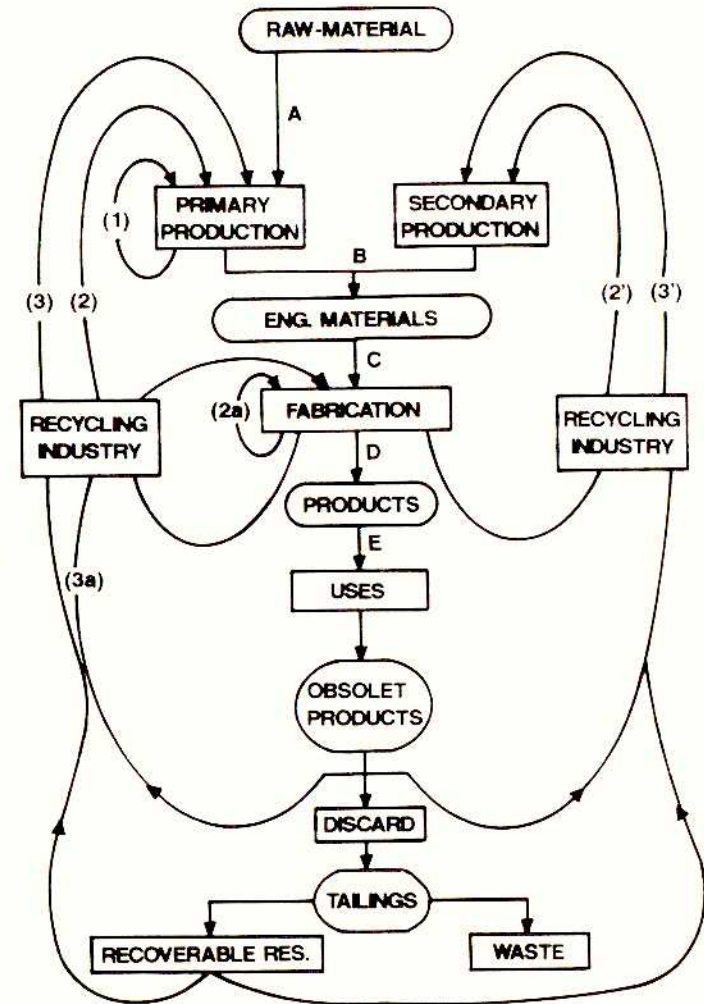 RAW-MATERIAL
A
(1)
PRIMARY
PRODUCTION
SECONDARY
PRODUCTION
B
(3)
(2)
(2')
(3')
ENG. MATERIALS
C
(2a)
FABRICATION
RECYCLING
INDUSTRY
RECYCLING
INDUSTRY
D
PRODUCTS
E
(3a)
USES
OBSOLET
PRODUCTS
DISCARD
TAILINGS
RECOVERABLE RES.
WASTE